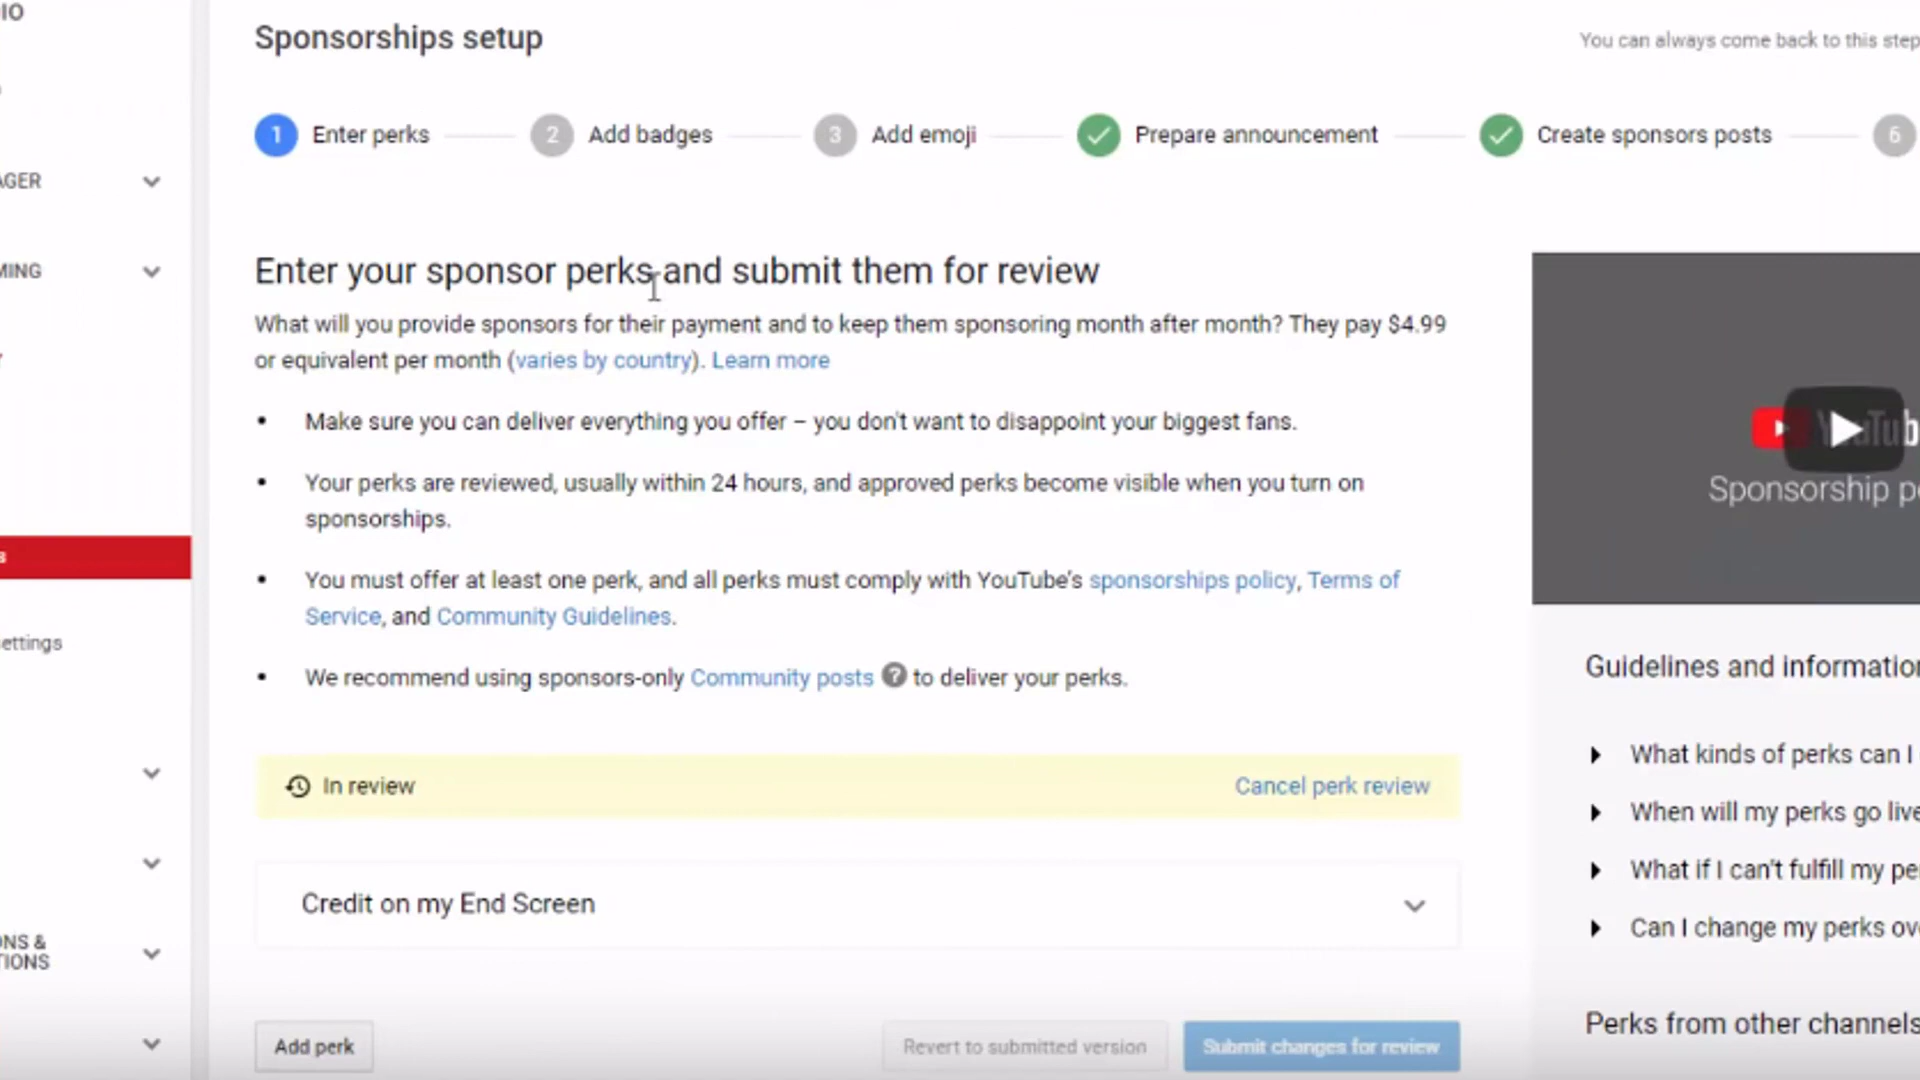 IO
Sponsorships setup
You can always come back to this step
1 Enter perks
2 Add badges
3 Add emoji
Prepare announcement
Create sponsors posts
6
AGER
MING
Enter your sponsor perks and submit them for review
What will you provide sponsors for their payment and to keep them sponsoring month after month? They pay $4.99
or equivalent per month (varies by country). Learn more
• Make sure you can deliver everything you offer – you don't want to disappoint your biggest fans.
• Your perks are reviewed, usually within 24 hours, and approved perks become visible when you turn on
sponsorships.
• You must offer at least one perk, and all perks must comply with YouTube's sponsorships policy, Terms of
Service, and Community Guidelines.
• We recommend using sponsors-only Community posts ? to deliver your perks.
ettings
In review
Cancel perk review
Credit on my End Screen
ONS &
TIONS
Add perk
Revert to submitted version
Submit changes for review
YouTub
Sponsorship pe
Guidelines and information
What kinds of perks can I
When will my perks go live
What if I can't fulfill my pe
Can I change my perks ov
Perks from other channels